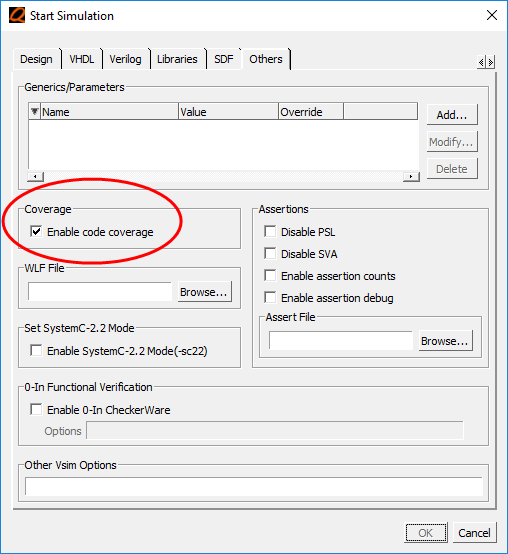 Start Simulation
Design VHDL Verilog Libraries SDF Others
Generics/Parameters
Name Value Override
Add...
Modify...
Delete
Coverage
Enable code coverage
WLF File
Browse...
Set SystemC-2.2 Mode
Enable SystemC-2.2 Mode(-sc22)
Assertions
Disable PSL
Disable SVA
Enable assertion counts
Enable assertion debug
Assert File
Browse...
0-In Functional Verification
Enable 0-In CheckerWare
Options
Other Vsim Options
OK Cancel